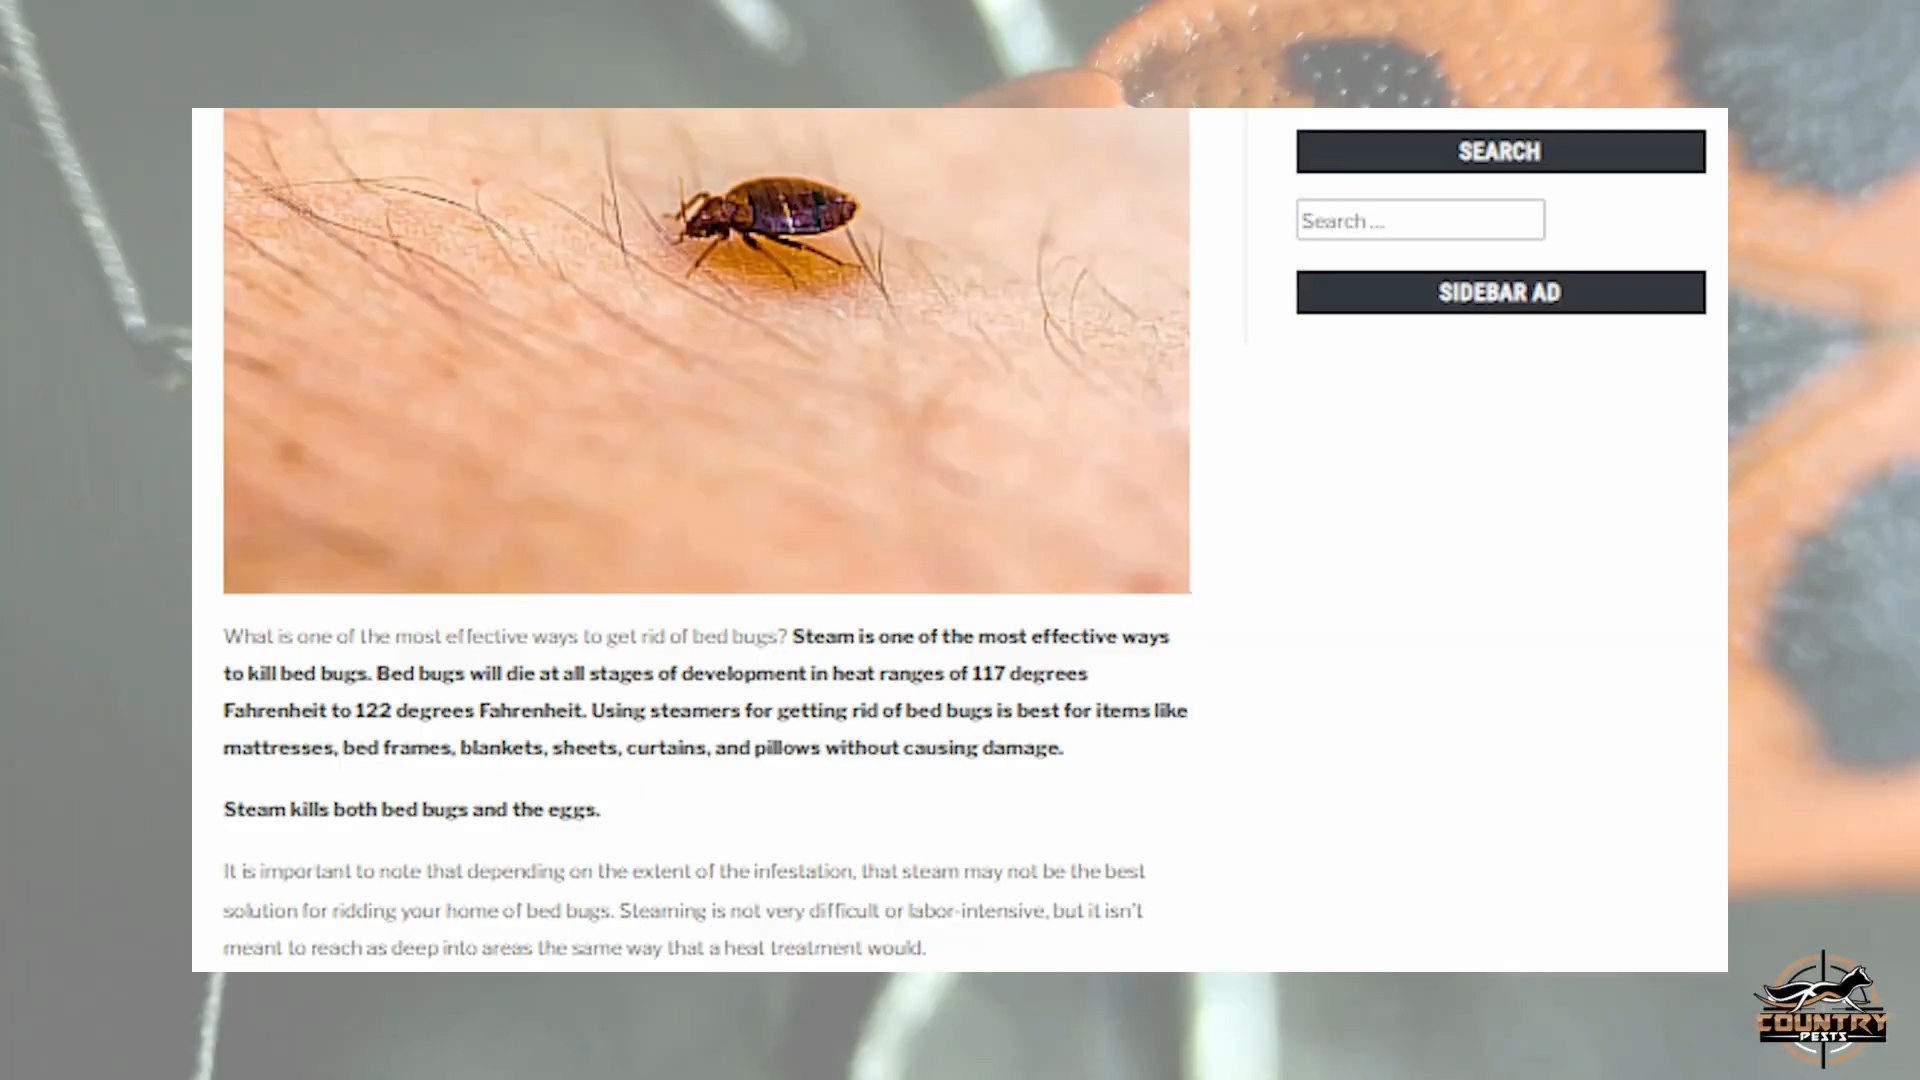 SEARCH
Search ...
SIDEBAR AD
What is one of the most effective ways to get rid of bed bugs? Steam is one of the most effective ways
to kill bed bugs. Bed bugs will die at all stages of development in heat ranges of 117 degrees
Fahrenheit to 122 degrees Fahrenheit. Using steamers for getting rid of bed bugs is best for items like
mattresses, bed frames, blankets, sheets, curtains, and pillows without causing damage.
Steam kills both bed bugs and the eggs.
It is important to note that depending on the extent of the infestation, that steam may not be the best
solution for ridding your home of bed bugs. Steaming is not very difficult or labor-intensive, but it isn't
meant to reach as deep into areas the same way that a heat treatment would.
COUNTRY
PESTS